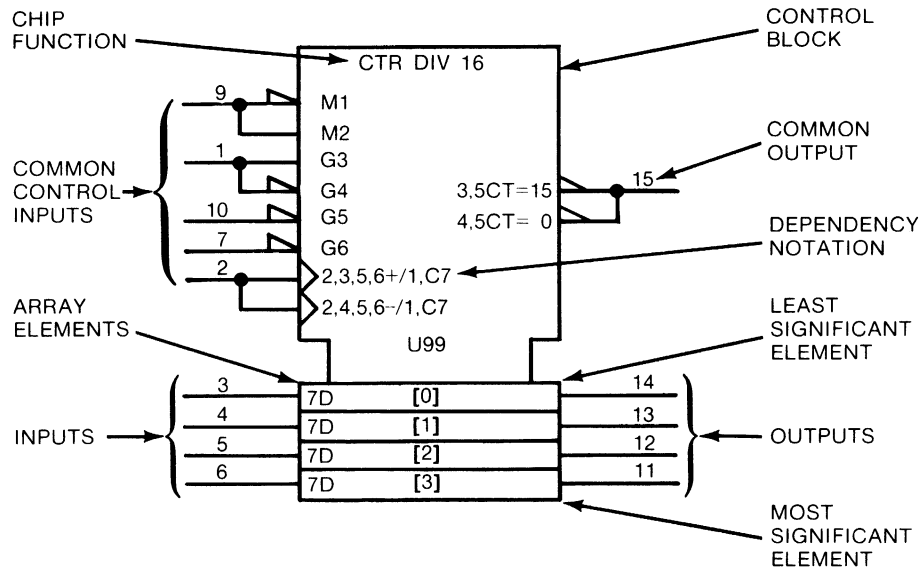 CHIP
FUNCTION
CONTROL
BLOCK
CTR DIV 16
9
M1
M2
COMMON
CONTROL
INPUTS
1
G3
G4
10
G5
7
G6
2
2,3,5,6+/1,C7
2,4,5,6--/1,C7
3,5CT=15
4,5CT= 0
15
COMMON
OUTPUT
DEPENDENCY
NOTATION
ARRAY
ELEMENTS
U99
LEAST
SIGNIFICANT
ELEMENT
INPUTS
3
7D [0]
14
4
7D [1]
13
5
7D [2]
12
6
7D [3]
11
OUTPUTS
MOST
SIGNIFICANT
ELEMENT